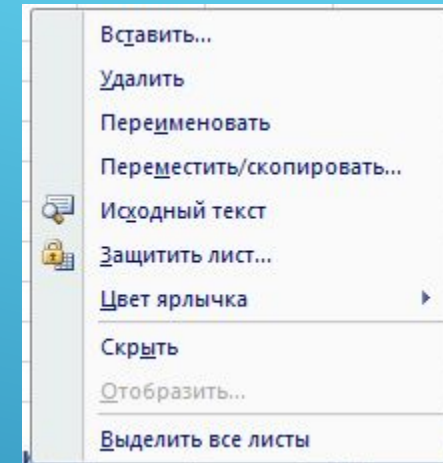 Вставить...
Удалить
Переименовать
Переместить/скопировать...
Исходный текст
Защитить лист...
Цвет ярлычка
Скрыть
Отобразить...
Выделить все листы